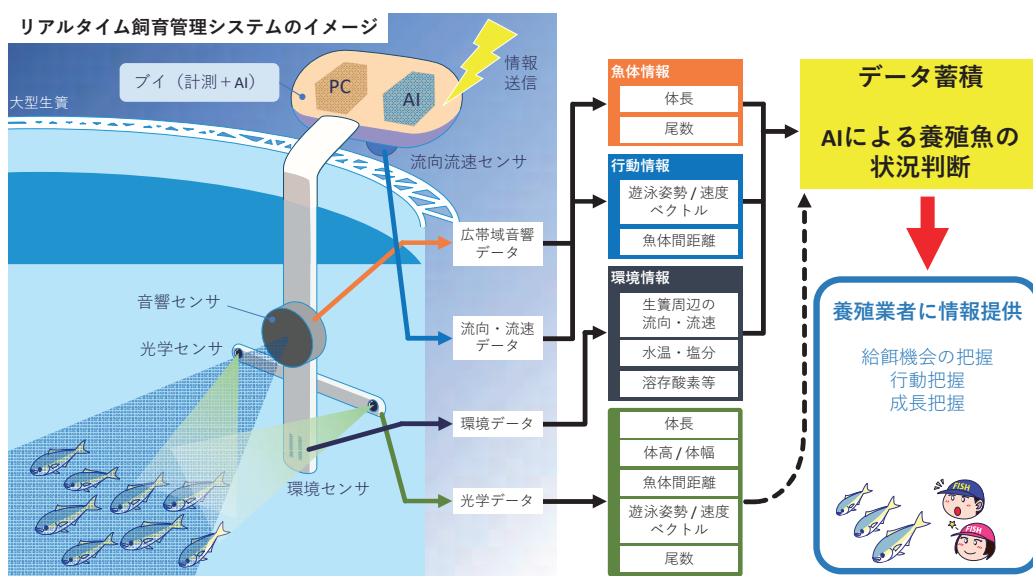 リアルタイム飼育管理システムのイメージ
大型生簀
ブイ（計測＋AI）
PC
AI
情報
送信
流向流速センサ
音響センサ
光学センサ
環境センサ
広帯域音響
データ
流向・流速
データ
環境データ
光学データ
魚体情報
体長
尾数
行動情報
遊泳姿勢 / 速度
ベクトル
魚体間距離
環境情報
生簀周辺の
流向・流速
水温・塩分
溶存酸素等
体長
体高 / 体幅
魚体間距離
遊泳姿勢 / 速度
ベクトル
尾数
データ蓄積
AIによる養殖魚の
状況判断
養殖業者に情報提供
給餌機会の把握
行動把握
成長把握
FISH
FISH